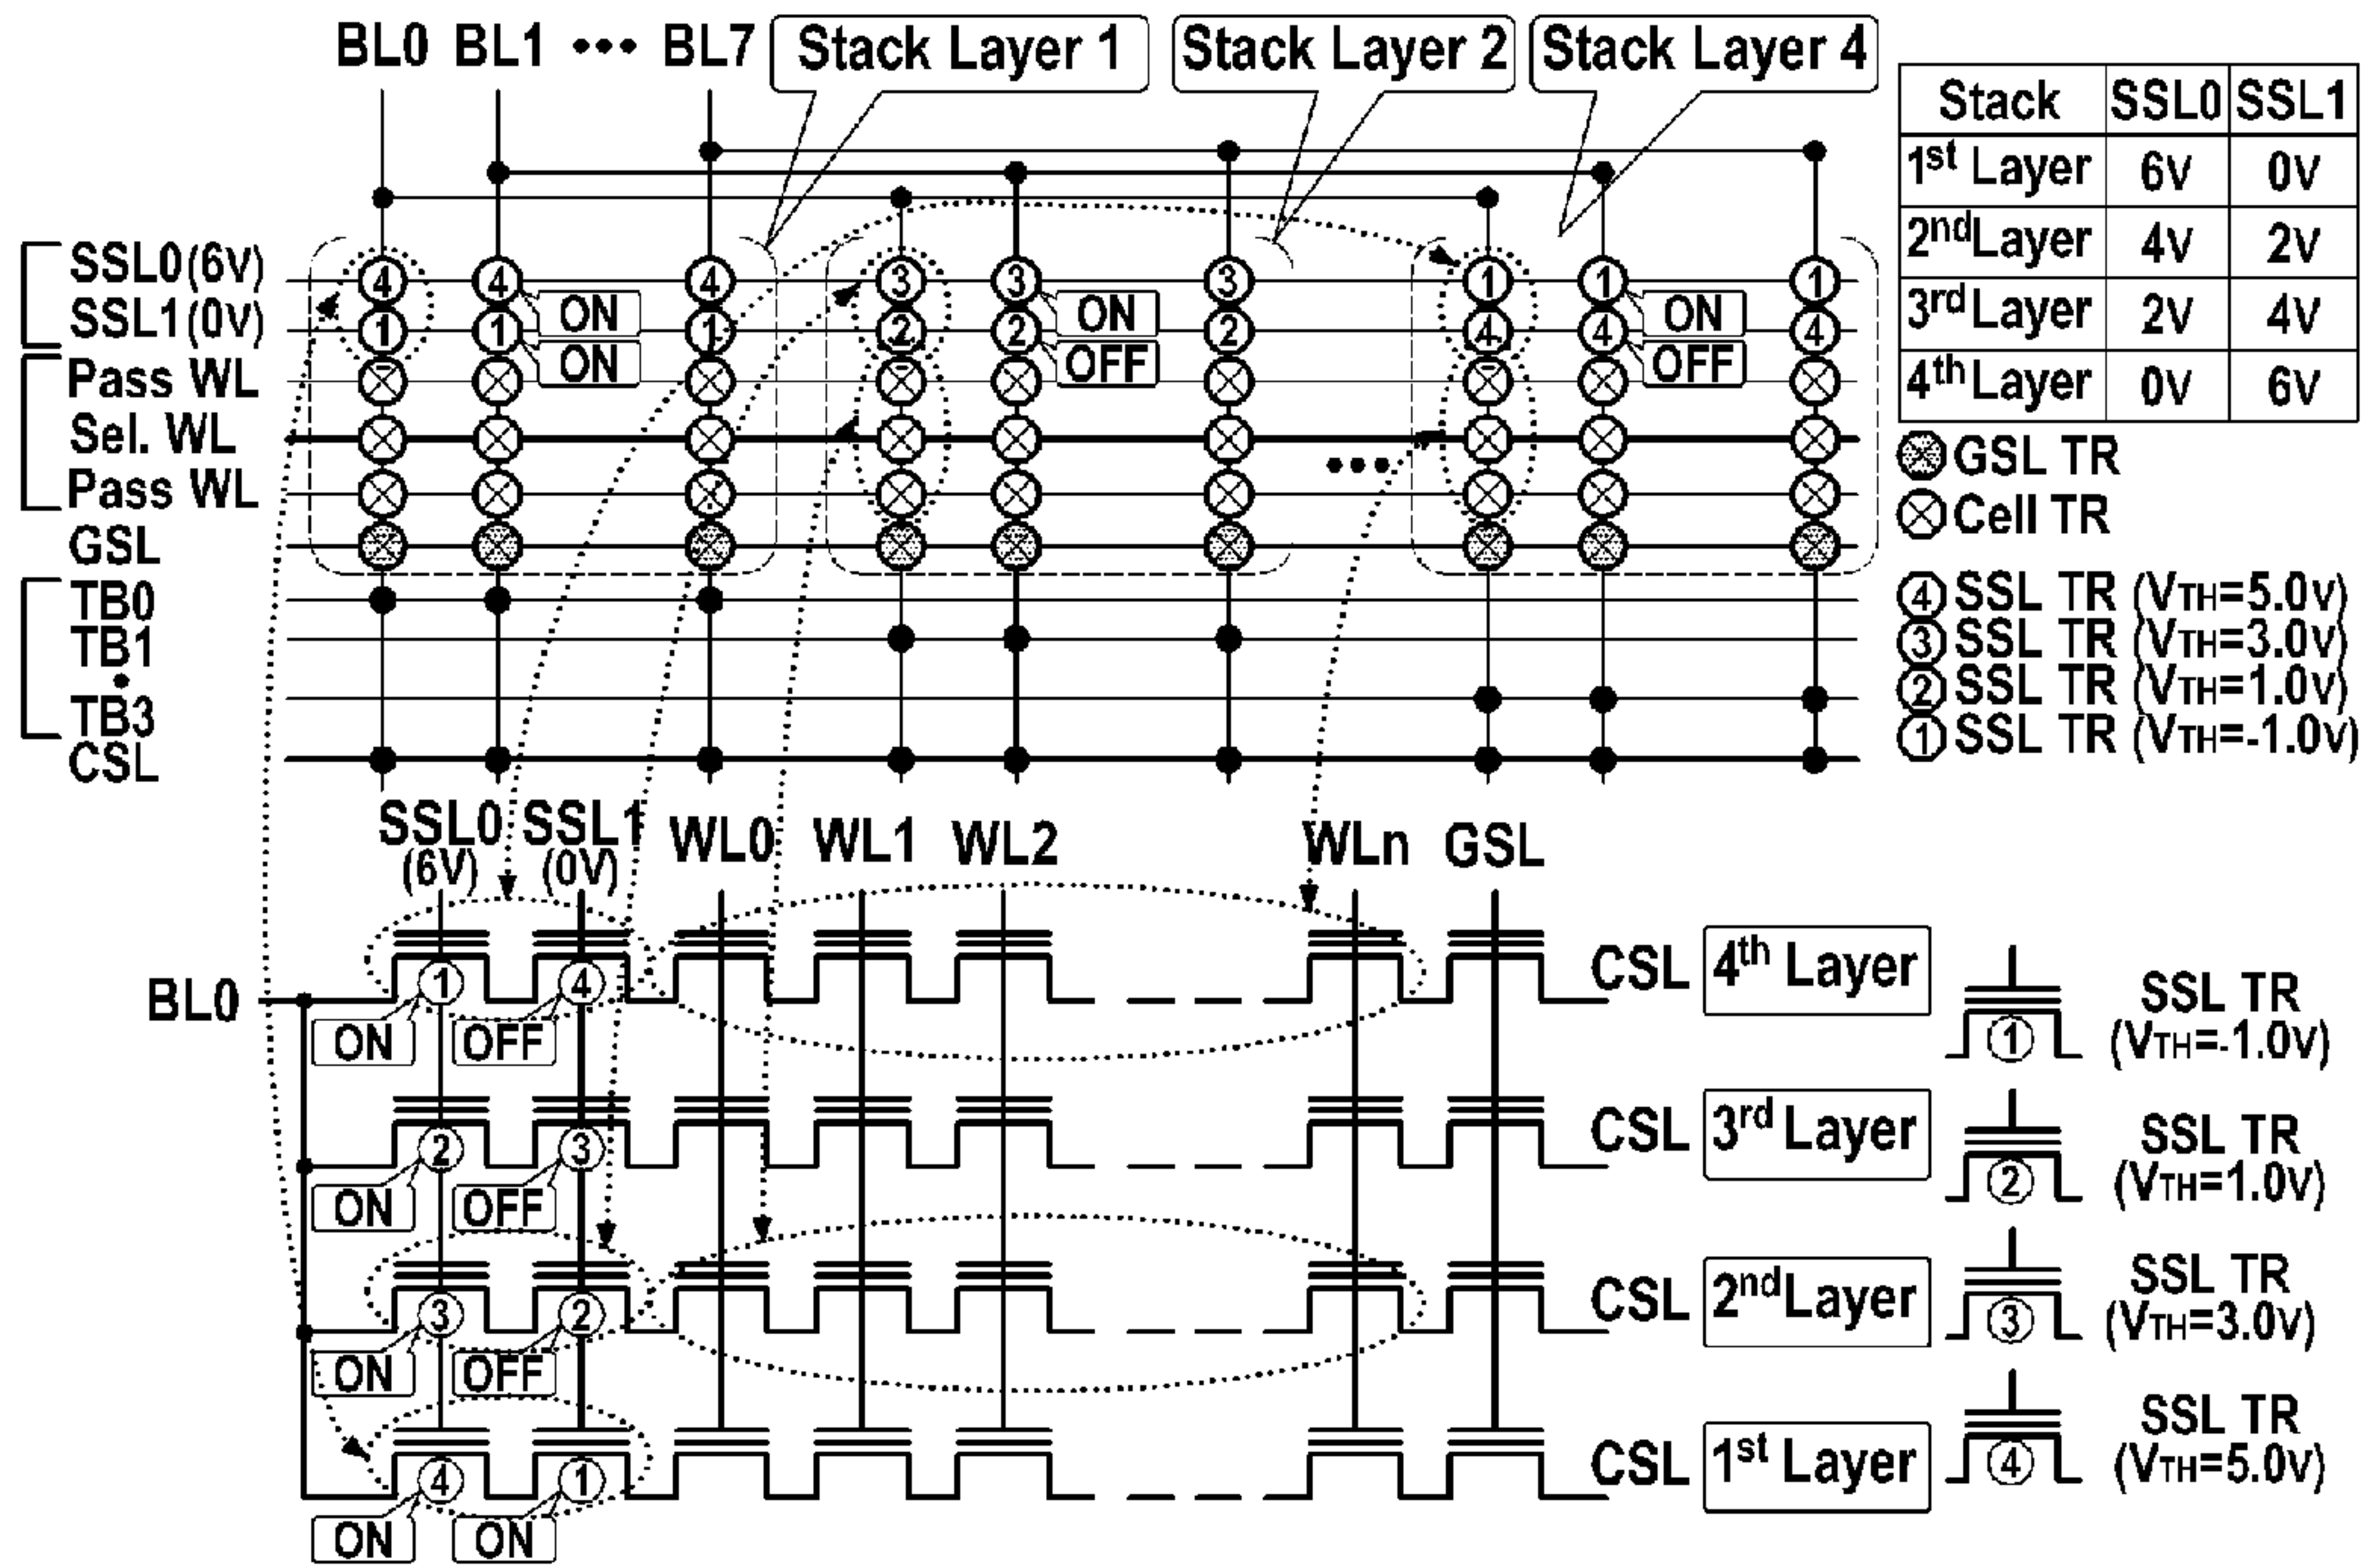 BL0 BL1 ••• BL7 Stack Layer 1 Stack Layer 2 Stack Layer 4
Stack SSL0 SSL1
1st Layer 6V 0V
2nd Layer 4V 2V
3rd Layer 2V 4V
4th Layer 0V 6V
SSL0(6V) ④ ④ ④ ③ ③ ③ ① ① ①
ON ON ON
SSL1(0V) ① ① ① ② ② ② ④ ④ ④
ON OFF OFF
Pass WL
Sel. WL
Pass WL
•••
GSL
GSL TR
Cell TR
TB0
TB1
•
TB3
CSL
④ SSL TR (VTH=5.0V)
③ SSL TR (VTH=3.0V)
② SSL TR (VTH=1.0V)
① SSL TR (VTH=-1.0V)
SSL0 SSL1 WL0 WL1 WL2 WLn GSL
(6V) (0V)
BL0 ① ④ CSL 4th Layer
ON OFF
② ③ CSL 3rd Layer
ON OFF
③ ② CSL 2nd Layer
ON OFF
④ ① CSL 1st Layer
ON ON
① SSL TR
(VTH=-1.0V)
② SSL TR
(VTH=1.0V)
③ SSL TR
(VTH=3.0V)
④ SSL TR
(VTH=5.0V)